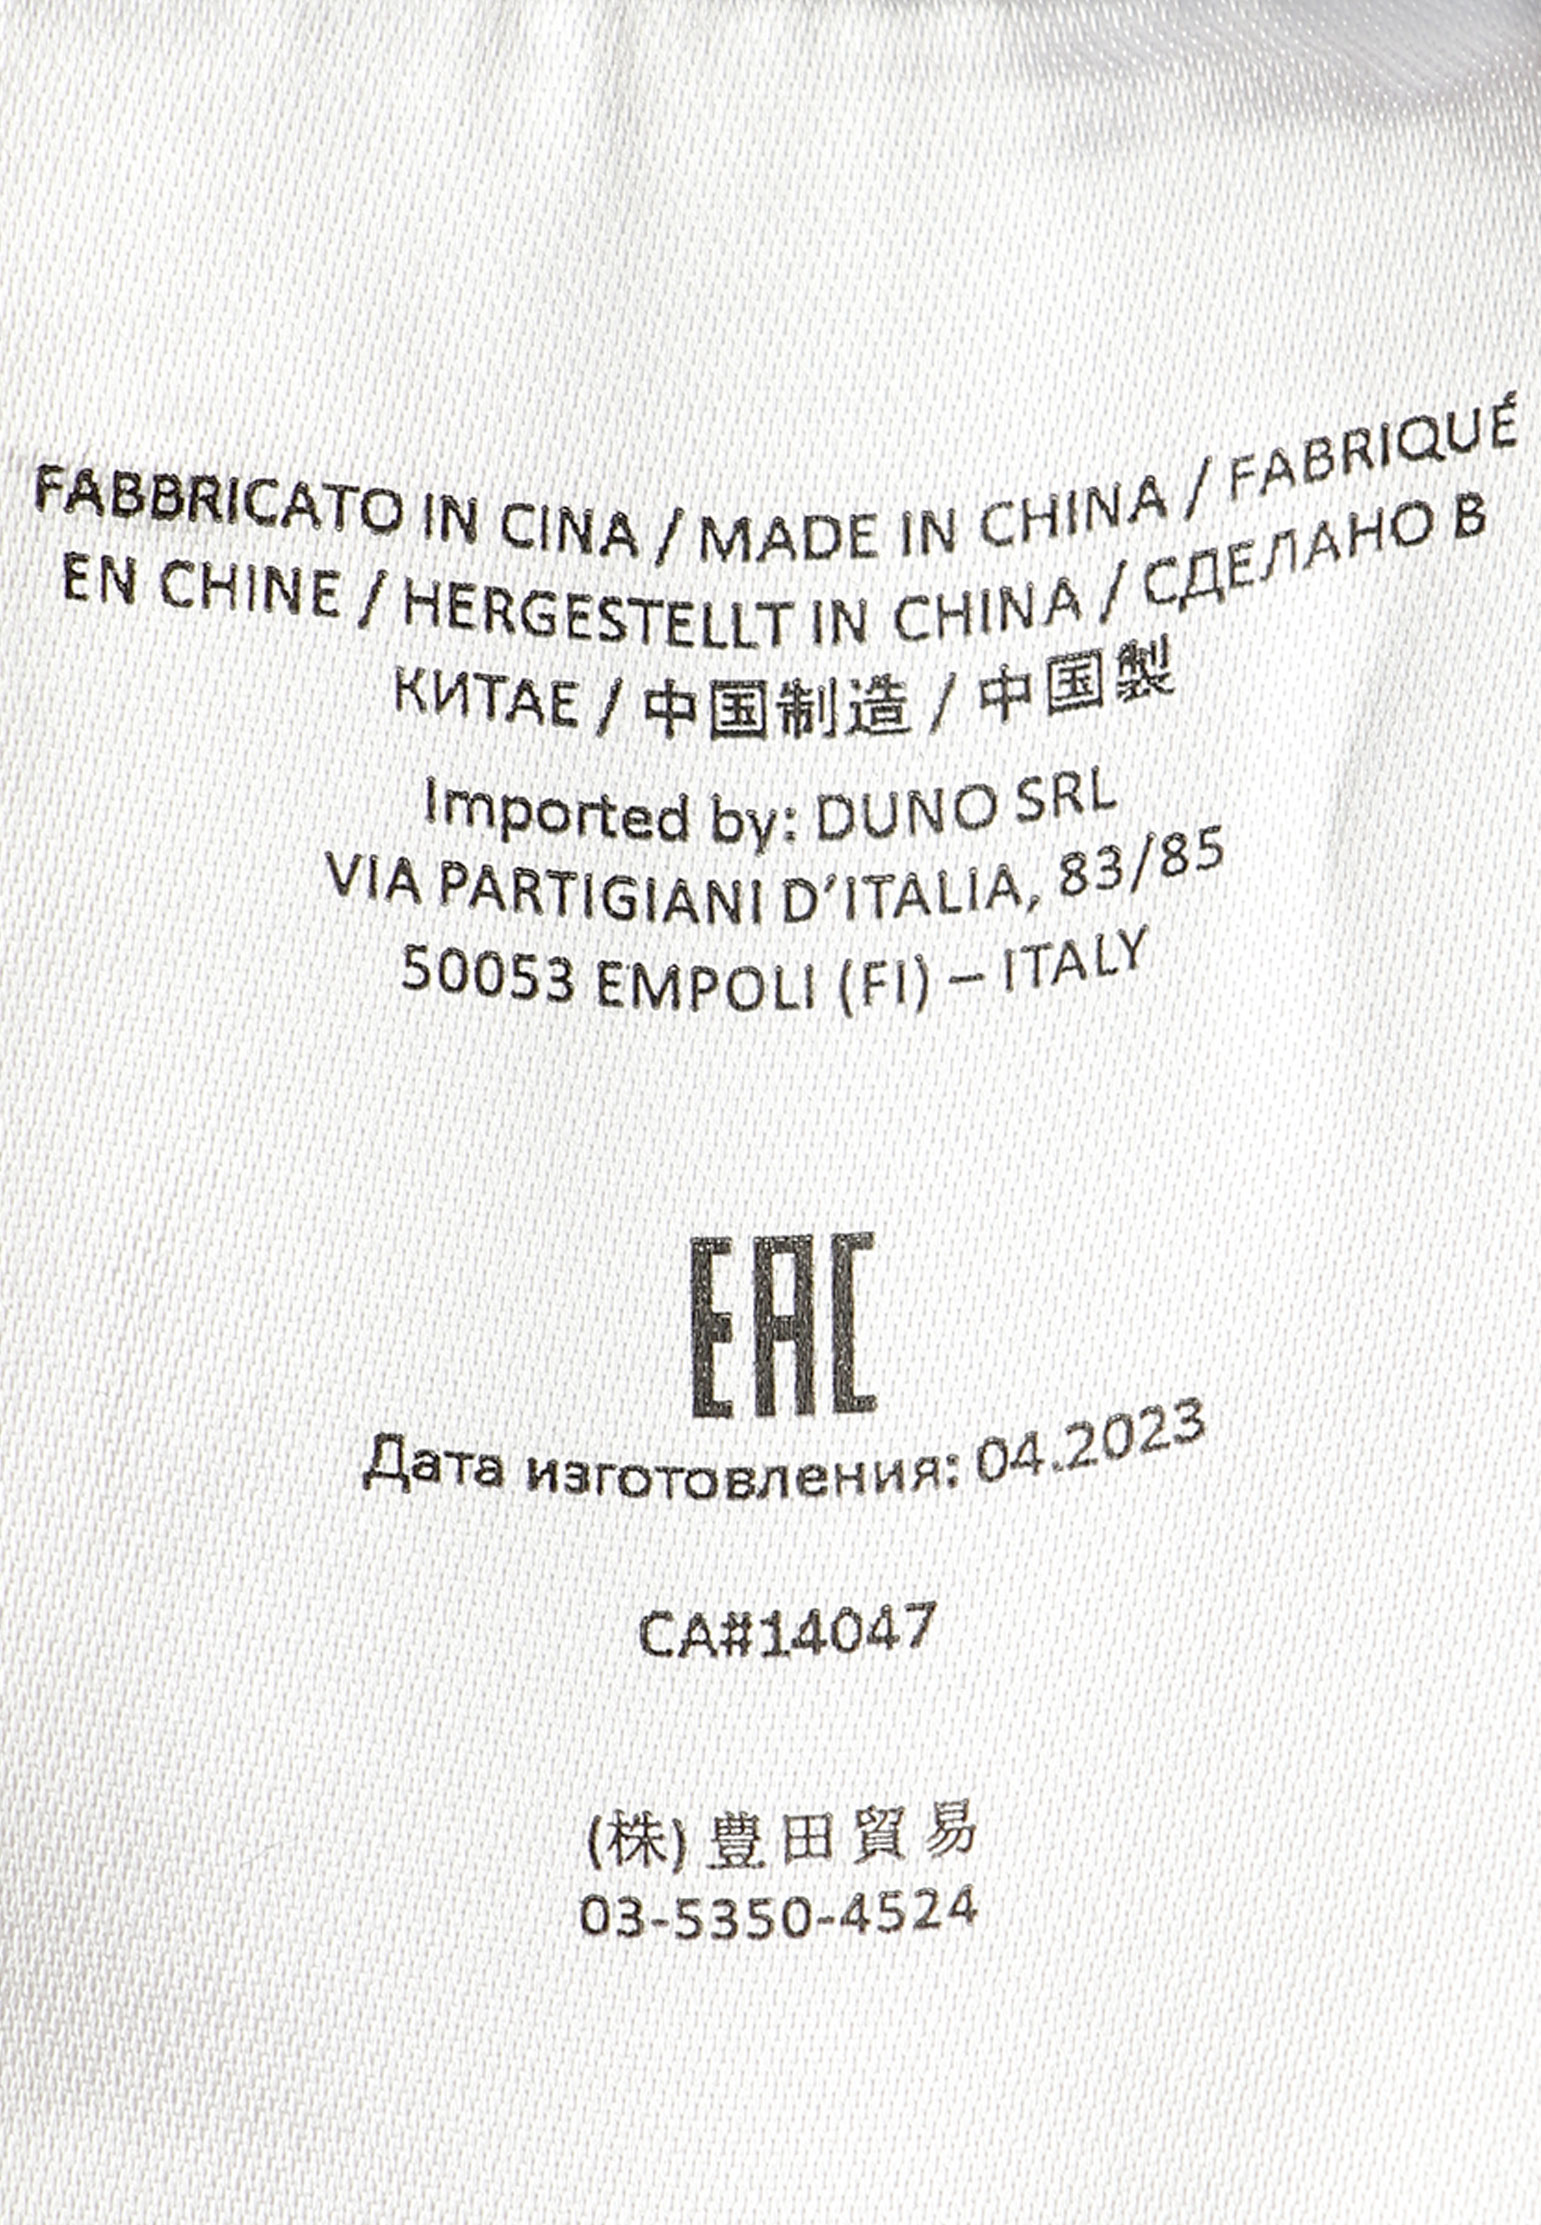 FABBRICATO IN CINA / MADE IN CHINA / FABRIQUÉ
EN CHINE / HERGESTELLT IN CHINA / СДЕЛАНО В
КИТАЕ / 中国制造 / 中国製
Imported by: DUNO SRL
VIA PARTIGIANI D’ITALIA, 83/85
50053 EMPOLI (FI) – ITALY
EAC
Дата изготовления: 04.2023
CA#14047
(株) 豊田貿易
03-5350-4524